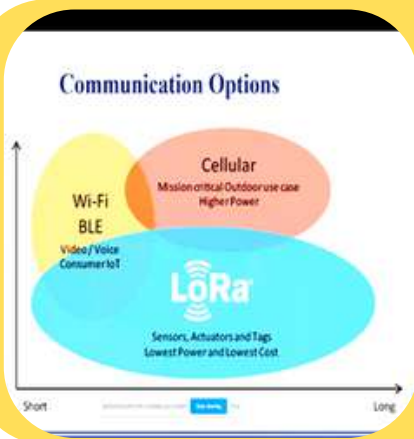 Communication Options
Cellular
Mission critical Outdoor use case
Higher Power
Wi-Fi
BLE
Video / Voice
Consumer IoT
LoRa
Sensors, Actuators and Tags
Lowest Power and Lowest Cost
Short
Long